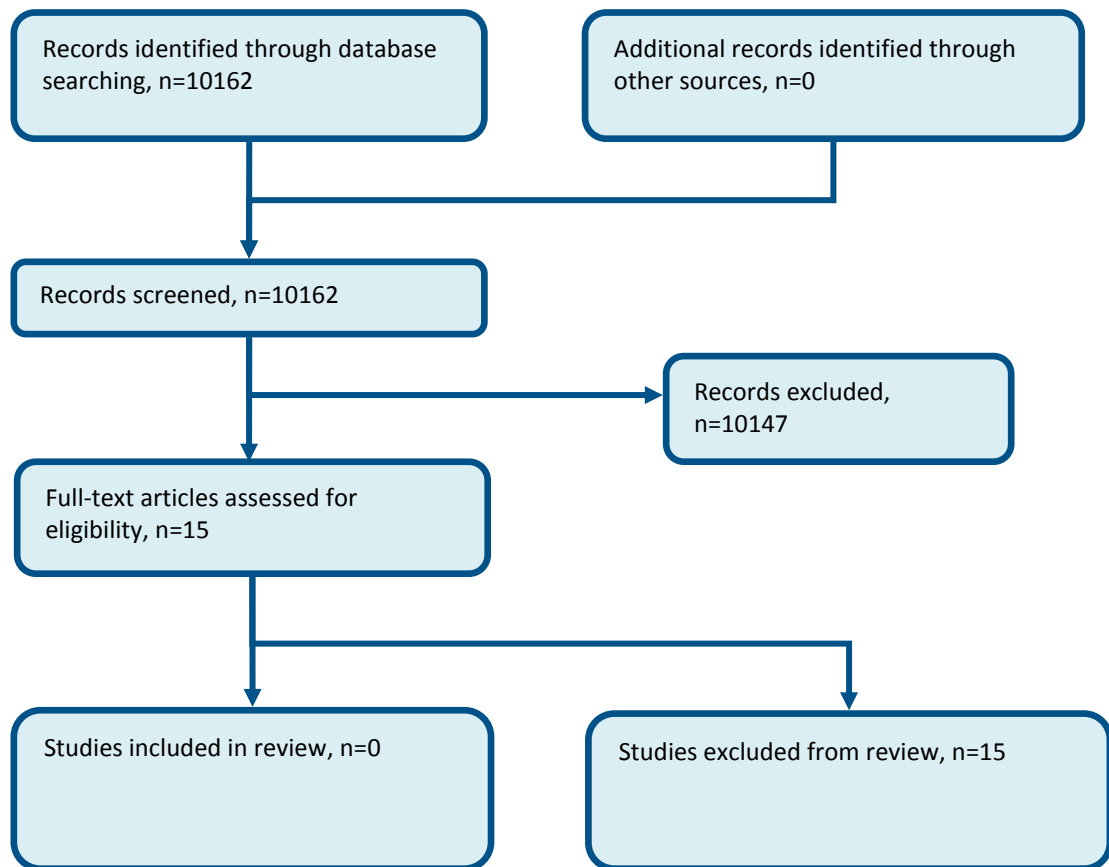 Records identified through database
searching, n=10162
Additional records identified through
other sources, n=0
Records screened, n=10162
Records excluded,
n=10147
Full-text articles assessed for
eligibility, n=15
Studies included in review, n=0
Studies excluded from review, n=15